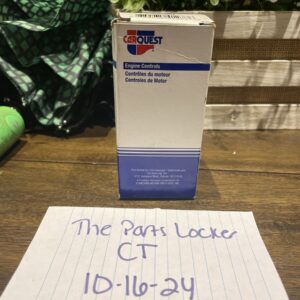 CARQUEST
Engine Controls
Contrôles du moteur
Controles de Motor
The Parts Locker
CT
10-16-24